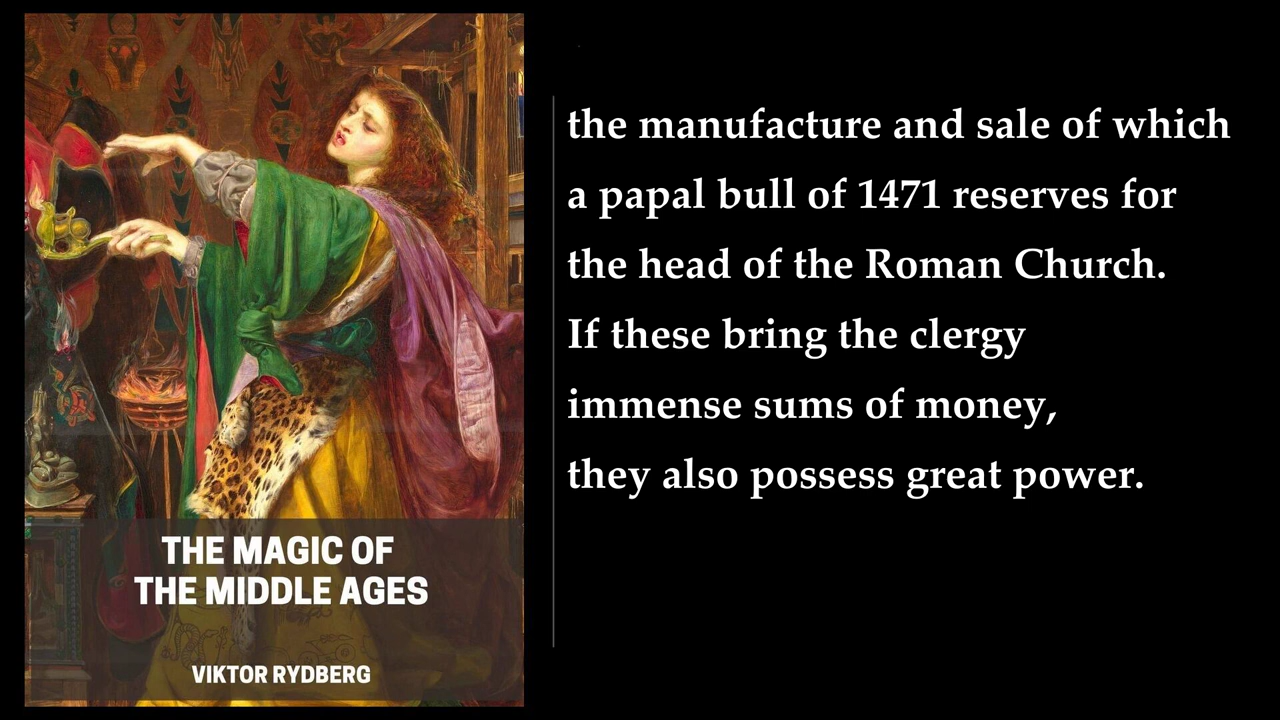 THE MAGIC OF
THE MIDDLE AGES
VIKTOR RYDBERG
the manufacture and sale of which
a papal bull of 1471 reserves for
the head of the Roman Church.
If these bring the clergy
immense sums of money,
they also possess great power.